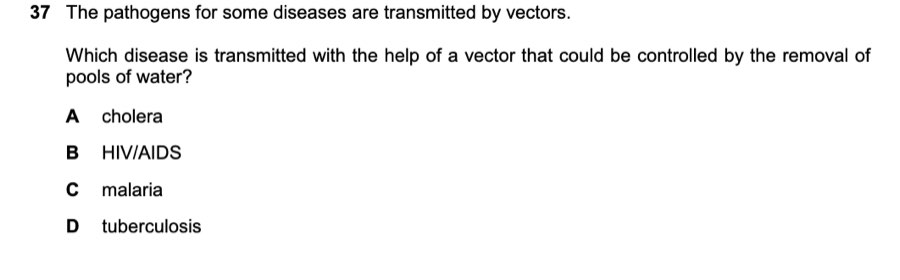 37 The pathogens for some diseases are transmitted by vectors.
Which disease is transmitted with the help of a vector that could be controlled by the removal of
pools of water?
A cholera
B HIV/AIDS
C malaria
D tuberculosis